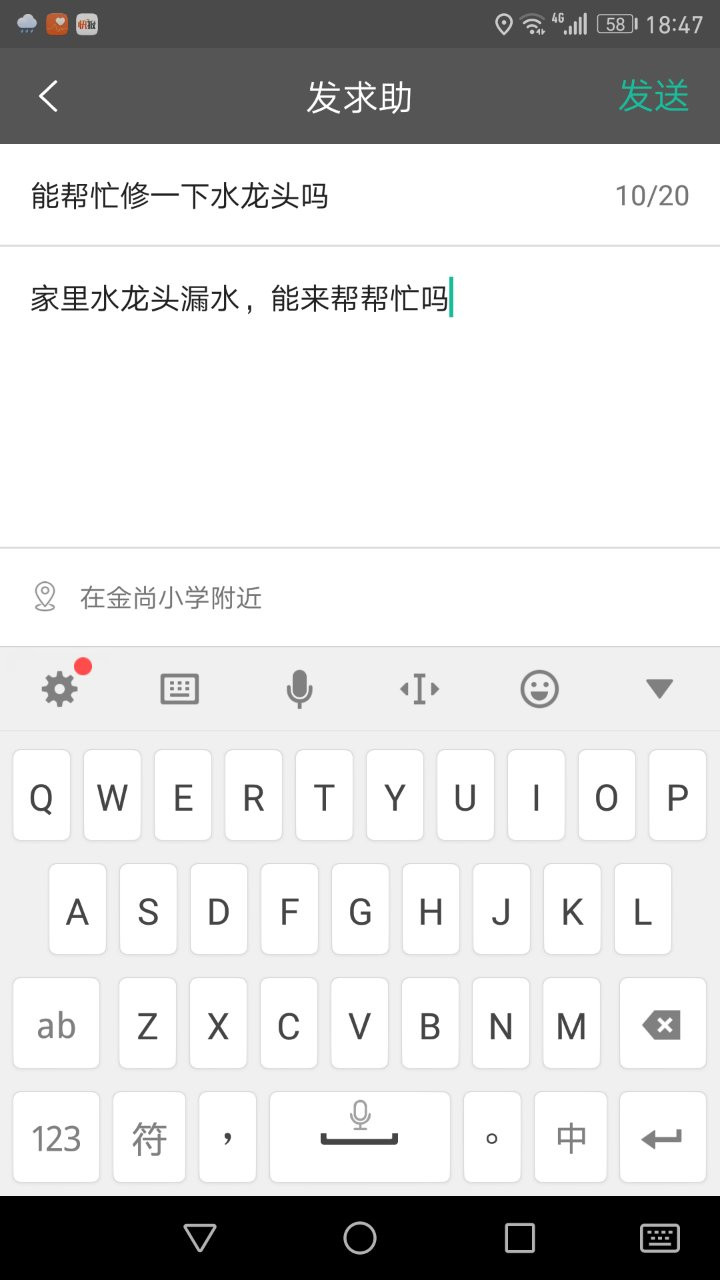 4G 58 18:47
发求助 发送
能帮忙修一下水龙头吗 10/20
家里水龙头漏水，能来帮帮忙吗
在金尚小学附近
Q W E R T Y U I O P
A S D F G H J K L
ab Z X C V B N M
123 符 ， 。 中